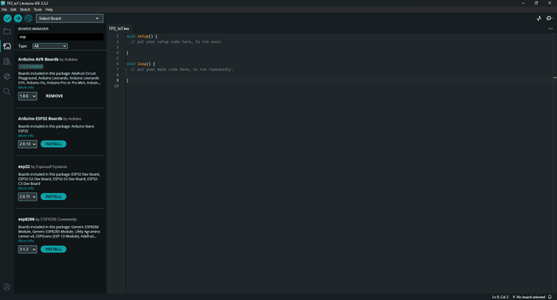 TP2_IoT | Arduino IDE 2.3.2
File Edit Sketch Tools Help
Select Board
TP2_IoT.ino
BOARDS MANAGER
esp
Type: All
Arduino AVR Boards by Arduino
1.8.6 installed
Boards included in this package: Adafruit Circuit
Playground, Arduino Leonardo, Arduino Leonardo
ETH, Arduino Fio, Arduino Pro or Pro Mini, Arduin...
More info
1.8.6 REMOVE
Arduino ESP32 Boards by Arduino
Boards included in this package: Arduino Nano
ESP32
More info
2.0.13 INSTALL
esp32 by Espressif Systems
Boards included in this package: ESP32 Dev Board,
ESP32-S2 Dev Board, ESP32-S3 Dev Board, ESP32-
C3 Dev Board
More info
2.0.11 INSTALL
esp8266 by ESP8266 Community
Boards included in this package: Generic ESP8266
Module, Generic ESP8285 Module, Lifely Agrumino
Lemon v4, ESPDuino (ESP-13 Module), Adafruit...
More info
3.1.2 INSTALL
1 void setup() {
2 // put your setup code here, to run once:
3
4 }
5
6 void loop() {
7 // put your main code here, to run repeatedly:
8
9 }
10
Ln 9, Col 2 No board selected